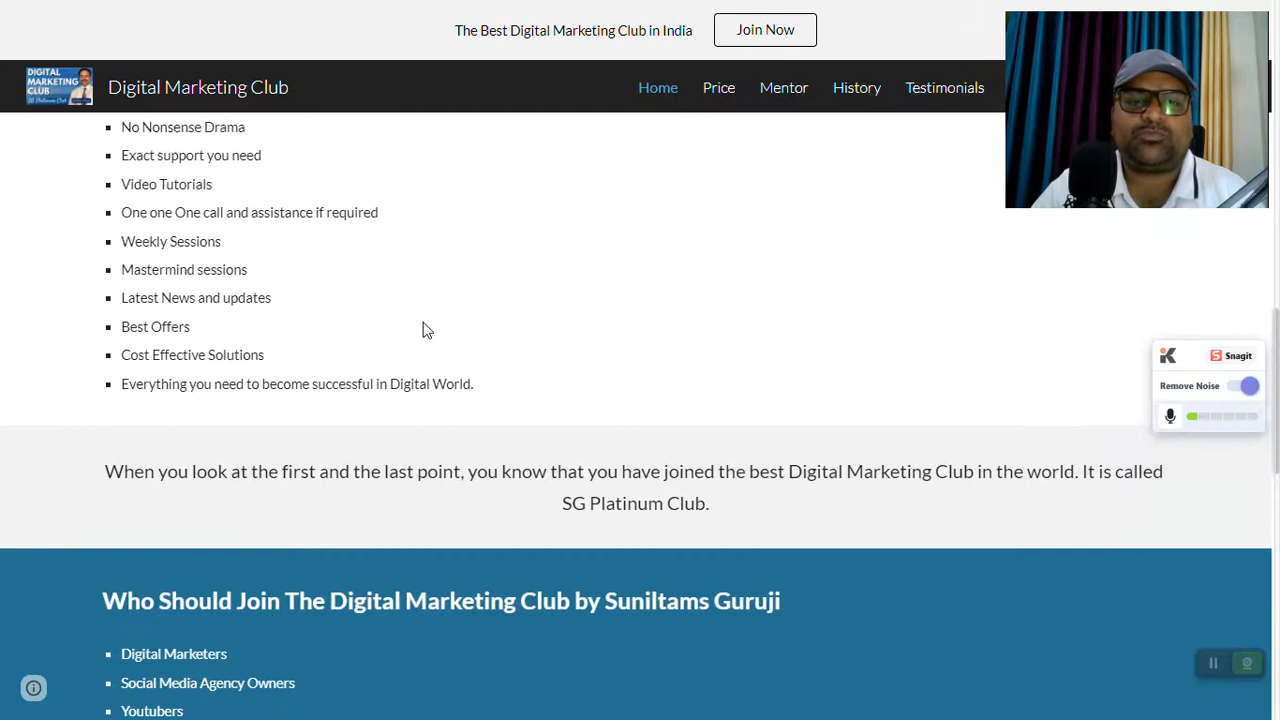 The Best Digital Marketing Club in India
Join Now
DIGITAL
MARKETING
CLUB
SG Platinum Club
Digital Marketing Club
Home
Price
Mentor
History
Testimonials
No Nonsense Drama
Exact support you need
Video Tutorials
One one One call and assistance if required
Weekly Sessions
Mastermind sessions
Latest News and updates
Best Offers
Cost Effective Solutions
Everything you need to become successful in Digital World.
Snagit
Remove Noise
When you look at the first and the last point, you know that you have joined the best Digital Marketing Club in the world. It is called
SG Platinum Club.
Who Should Join The Digital Marketing Club by Suniltams Guruji
Digital Marketers
Social Media Agency Owners
Youtubers